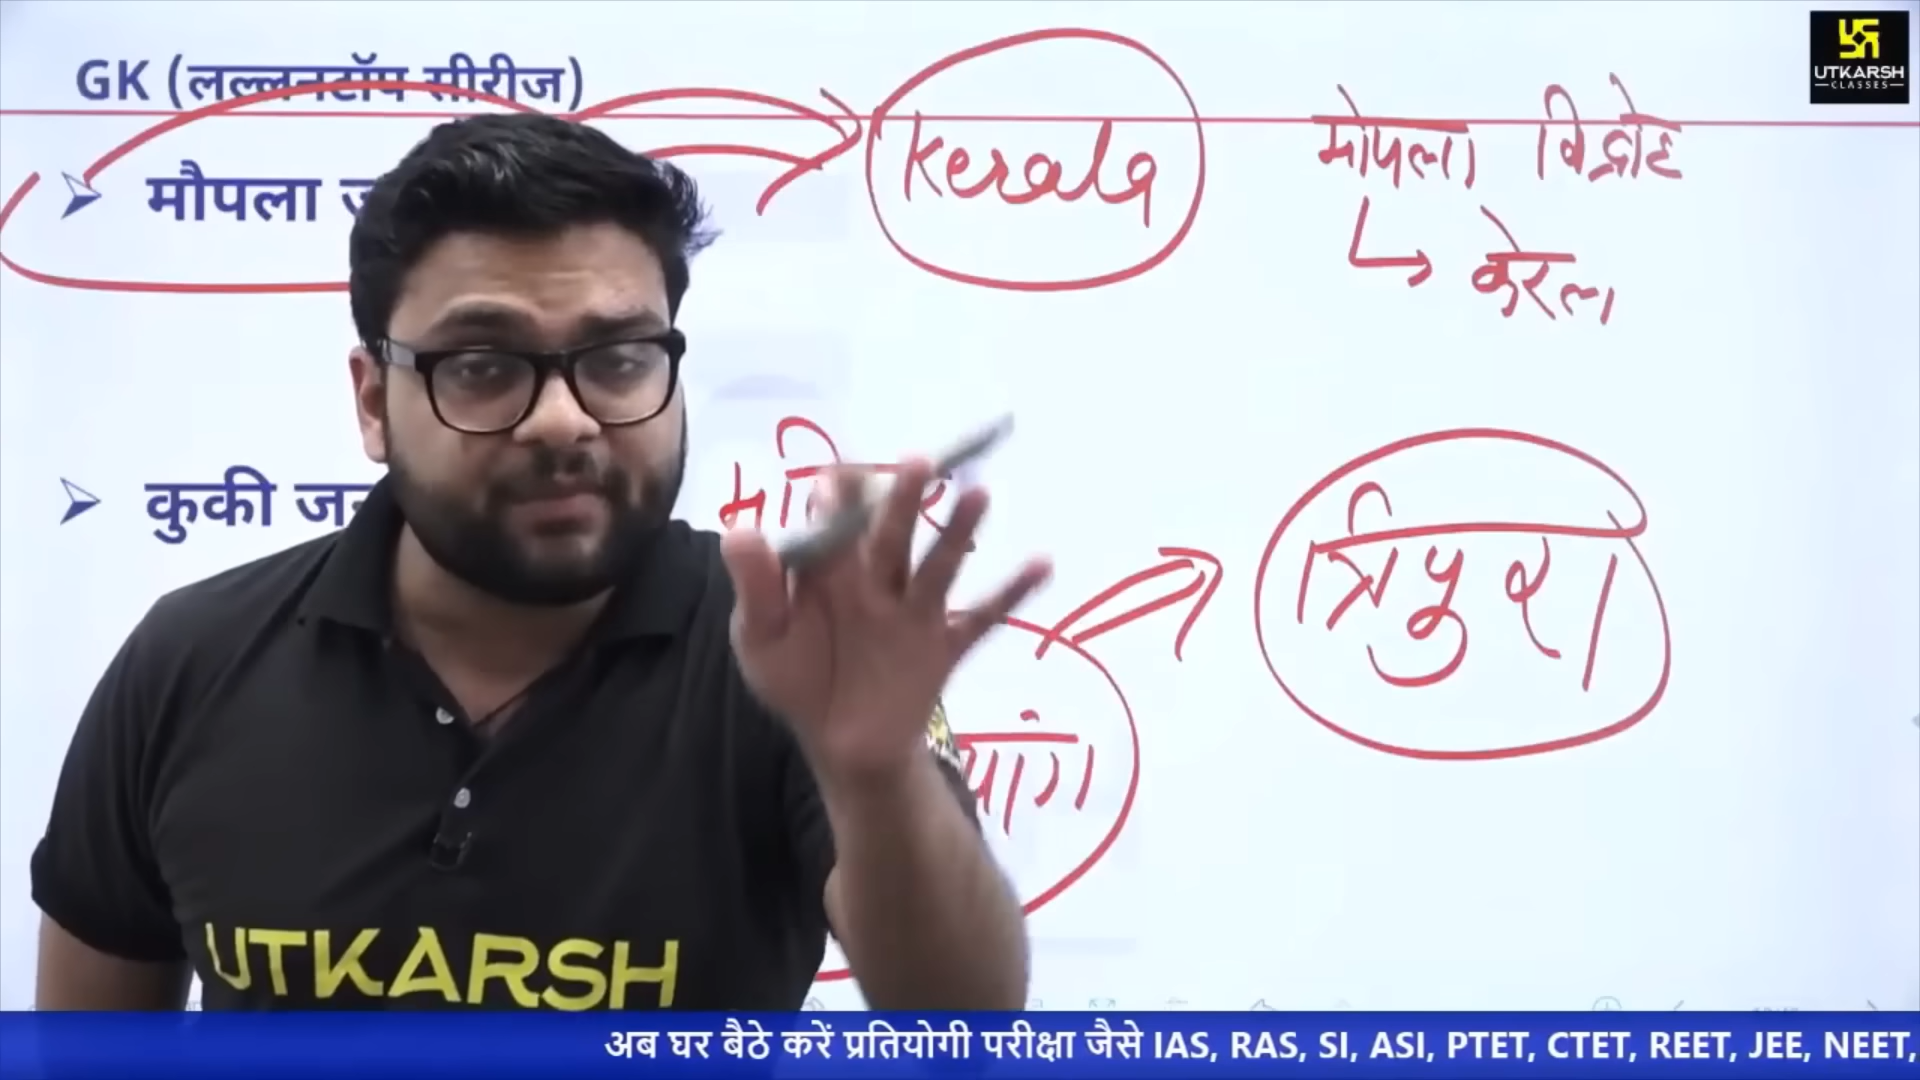 GK (लल्लनटॉप सीरीज)
UTKARSH
CLASSES
Kerala
मोपला विद्रोह
मौपला
केरल
कुकी
त्रिपुरा
UTKARSH
अब घर बैठे करें प्रतियोगी परीक्षा जैसे IAS, RAS, SI, ASI, PTET, CTET, REET, JEE, NEET,